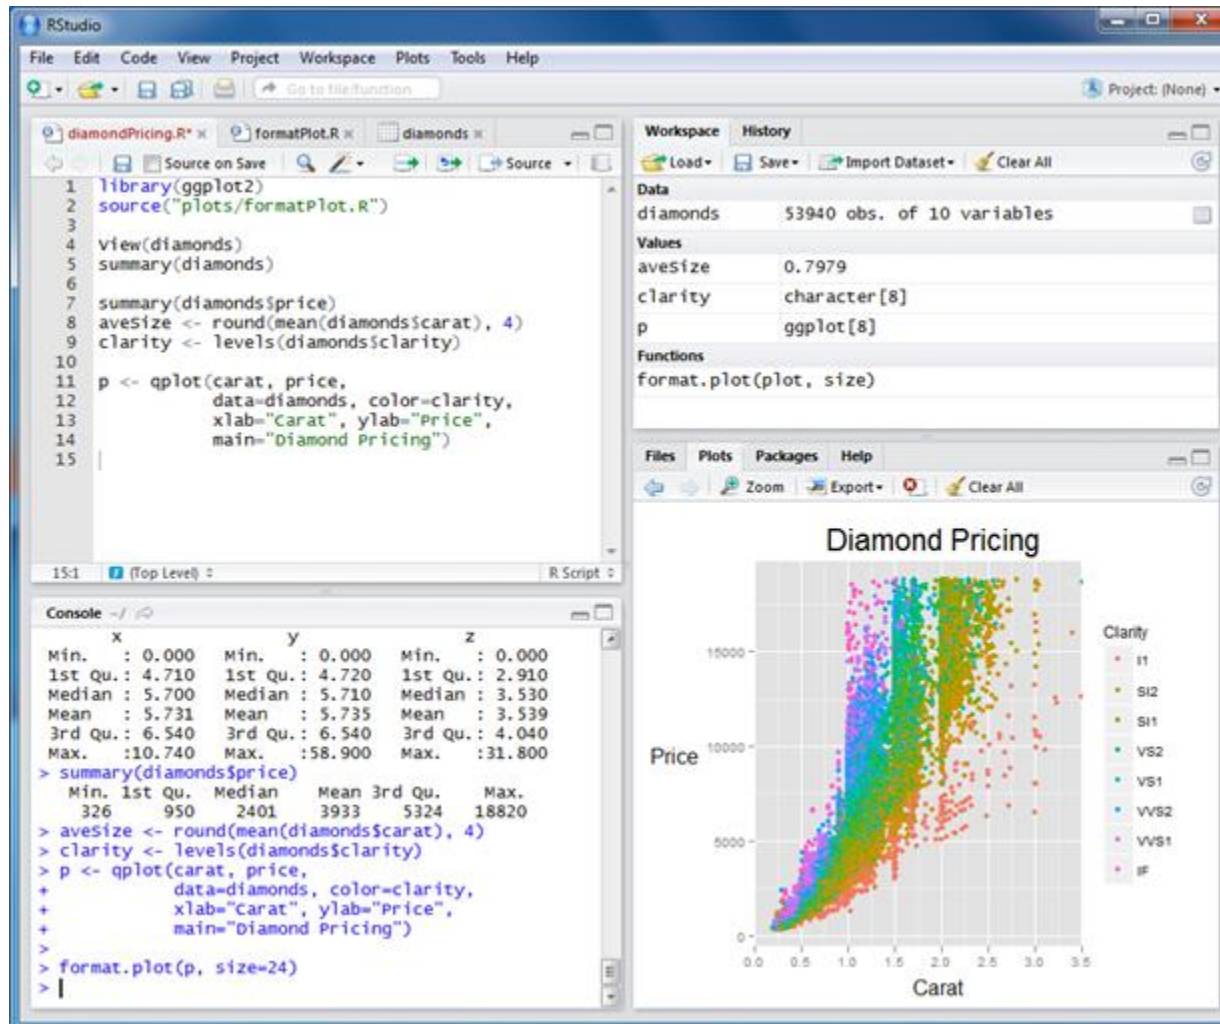 RStudio
File Edit Code View Project Workspace Plots Tools Help
Go to file/function
Project: (None)
diamondPricing.R* formatPlot.R diamonds
Source on Save Source
1 library(ggplot2)
2 source("plots/formatPlot.R")
3
4 View(diamonds)
5 summary(diamonds)
6
7 summary(diamonds$price)
8 aveSize <- round(mean(diamonds$carat), 4)
9 clarity <- levels(diamonds$clarity)
10
11 p <- qplot(carat, price,
12 data=diamonds, color=clarity,
13 xlab="Carat", ylab="Price",
14 main="Diamond Pricing")
15
15:1 (Top Level) R Script
Console ~/
x y z
Min. : 0.000 Min. : 0.000 Min. : 0.000
1st Qu.: 4.710 1st Qu.: 4.720 1st Qu.: 2.910
Median : 5.700 Median : 5.710 Median : 3.530
Mean : 5.731 Mean : 5.735 Mean : 3.539
3rd Qu.: 6.540 3rd Qu.: 6.540 3rd Qu.: 4.040
Max. :10.740 Max. :58.900 Max. :31.800
> summary(diamonds$price)
Min. 1st Qu. Median Mean 3rd Qu. Max.
326 950 2401 3933 5324 18820
> aveSize <- round(mean(diamonds$carat), 4)
> clarity <- levels(diamonds$clarity)
> p <- qplot(carat, price,
+ data=diamonds, color=clarity,
+ xlab="Carat", ylab="Price",
+ main="Diamond Pricing")
>
> format.plot(p, size=24)
>
Workspace History
Load Save Import Dataset Clear All
Data
diamonds 53940 obs. of 10 variables
Values
aveSize 0.7979
clarity character[8]
p ggplot[8]
Functions
format.plot(plot, size)
Files Plots Packages Help
Zoom Export Clear All
Diamond Pricing
Price
15000
10000
5000
0
0.0 0.5 1.0 1.5 2.0 2.5 3.0 3.5
Carat
Clarity
I1
SI2
SI1
VS2
VS1
VVS2
VVS1
IF